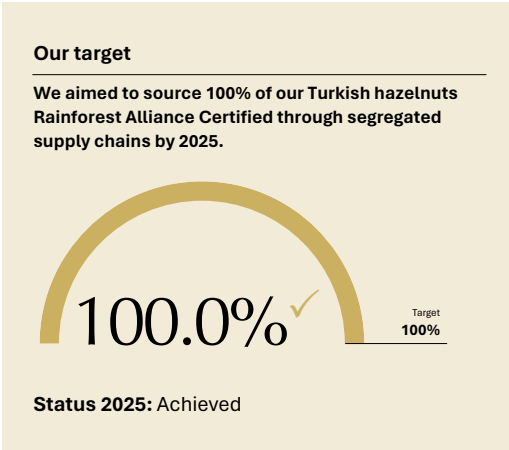 Our target
We aimed to source 100% of our Turkish hazelnuts
Rainforest Alliance Certified through segregated
supply chains by 2025.
100.0%
Target
100%
Status 2025: Achieved